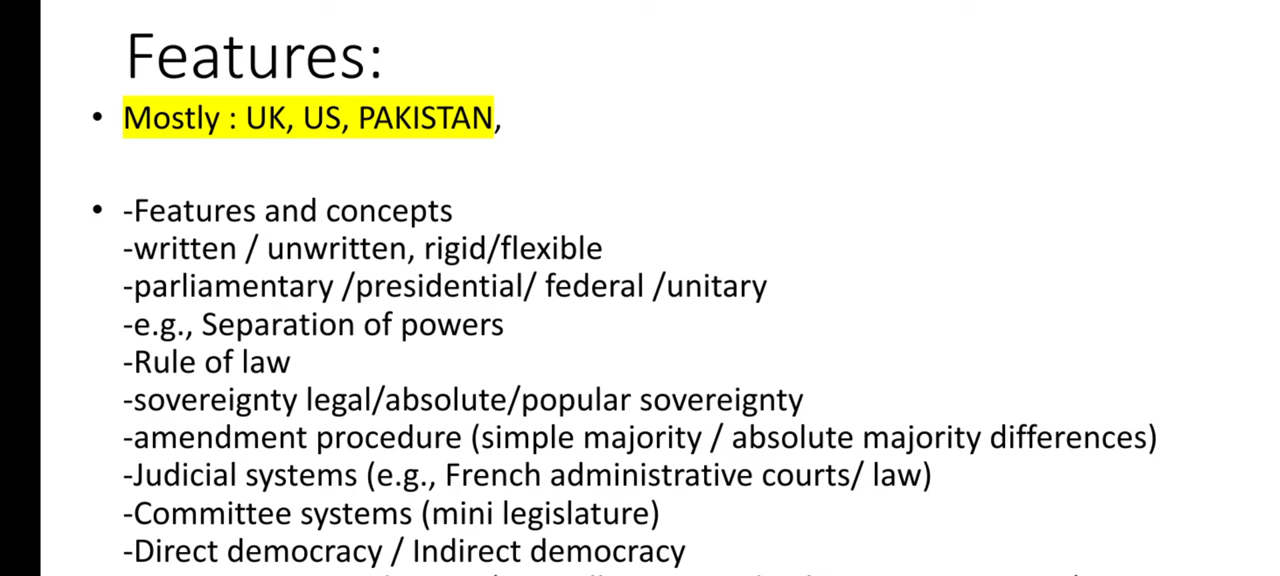 Features:
• Mostly : UK, US, PAKISTAN,
• -Features and concepts
-written / unwritten, rigid/flexible
-parliamentary /presidential/ federal /unitary
-e.g., Separation of powers
-Rule of law
-sovereignty legal/absolute/popular sovereignty
-amendment procedure (simple majority / absolute majority differences)
-Judicial systems (e.g., French administrative courts/ law)
-Committee systems (mini legislature)
-Direct democracy / Indirect democracy